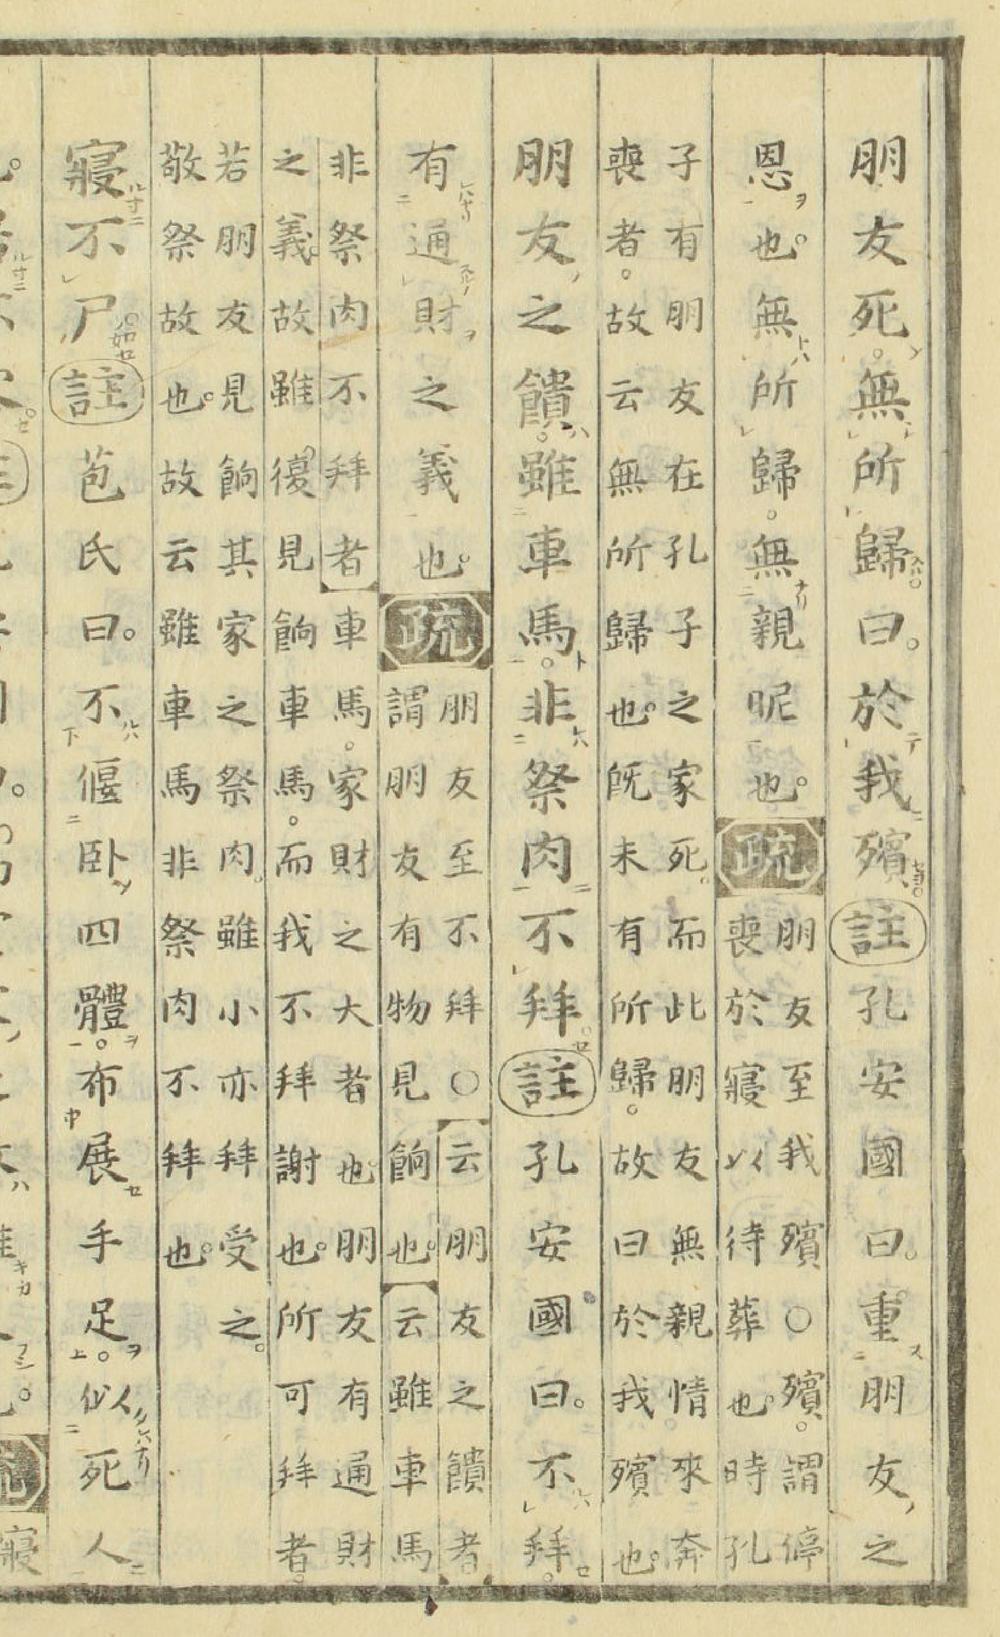 朋友死。無所歸。曰。於我殯。註孔安國曰。重朋友之
恩也。無所歸。無親昵也。疏朋友至我殯○殯。謂停
喪於寢以待葬也。時孔
子有朋友在孔子之家死。而此朋友無親情來奔
喪者。故云無所歸也。既未有所歸。故曰於我殯也。
朋友之饋。雖車馬。非祭肉不拜。註孔安國曰。不拜。
有通財之義也。疏朋友至不拜○云朋友之饋者。
謂朋友有物見餉也。云雖車馬
非祭肉不拜者車馬。家財之大者也。朋友有通財
之義。故雖復見餉車馬。而我不拜謝也。所可拜者。
若朋友見餉其家之祭肉。雖小亦拜受之。
敬祭故也。故云雖車馬非祭肉不拜也。
寢不尸註苞氏曰。不偃臥四體。布展手足。似死人